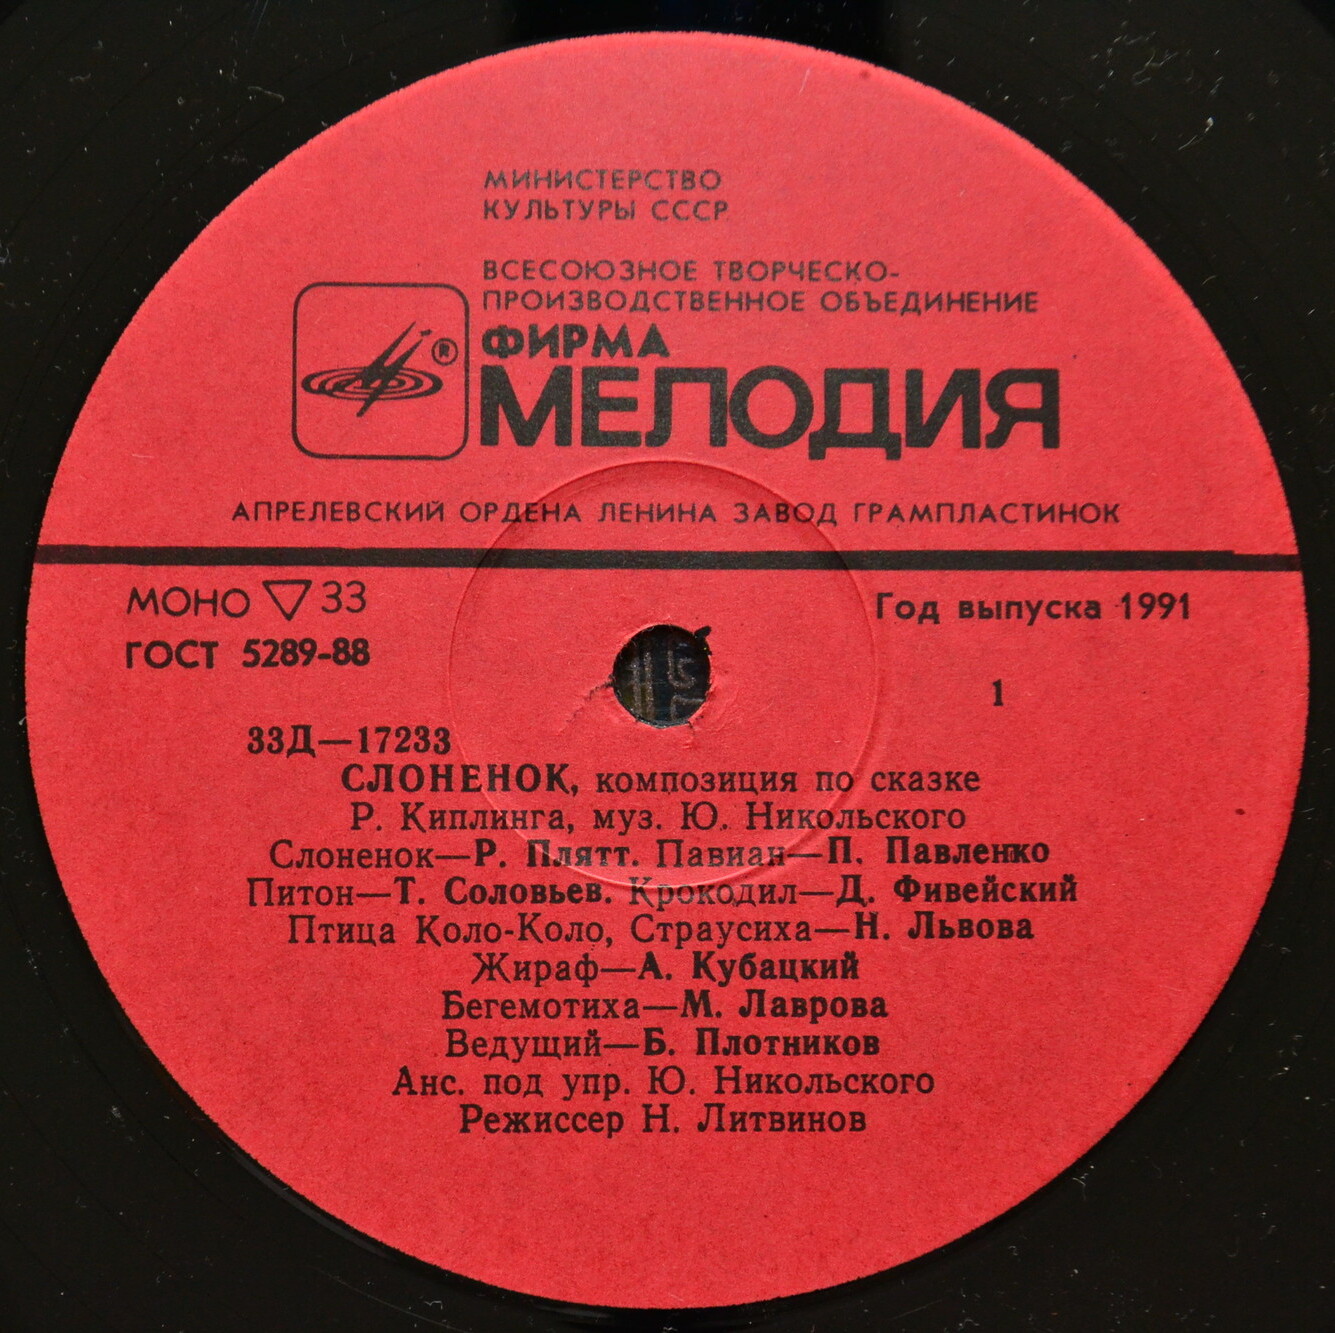 МИНИСТЕРСТВО
КУЛЬТУРЫ СССР
ВСЕСОЮЗНОЕ ТВОРЧЕСКО-
ПРОИЗВОДСТВЕННОЕ ОБЪЕДИНЕНИЕ
ФИРМА
®
МЕЛОДИЯ
АПРЕЛЕВСКИЙ ОРДЕНА ЛЕНИНА ЗАВОД ГРАМПЛАСТИНОК
МОНО ▽ 33
Год выпуска 1991
ГОСТ 5289-88
1
33Д—17233
СЛОНЕНОК, композиция по сказке
Р. Киплинга, муз. Ю. Никольского
Слоненок—Р. Плятт. Павиан—П. Павленко
Питон—Т. Соловьев. Крокодил—Д. Фивейский
Птица Коло-Коло, Страусиха—Н. Львова
Жираф—А. Кубацкий
Бегемотиха—М. Лаврова
Ведущий—Б. Плотников
Анс. под упр. Ю. Никольского
Режиссер Н. Литвинов